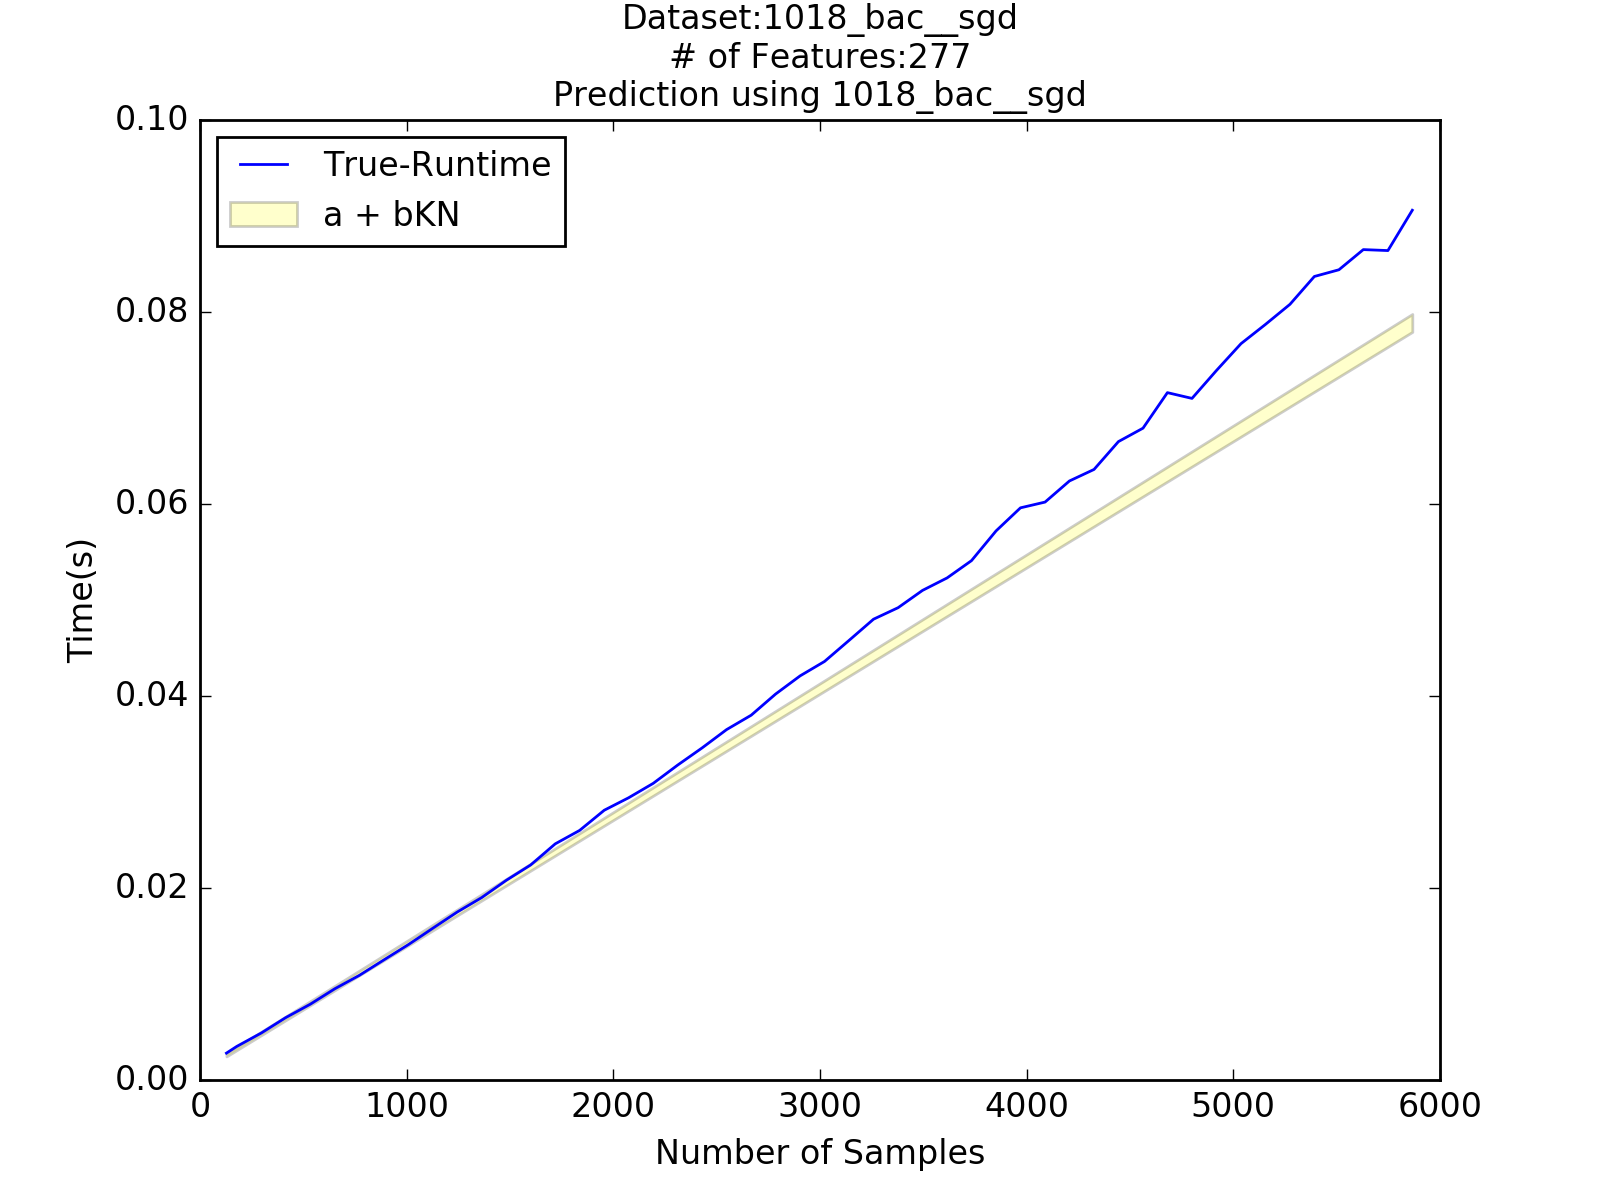 Dataset:1018_bac__sgd
# of Features:277
Prediction using 1018_bac__sgd
0.10
True-Runtime
a + bKN
0.08
0.06
Time(s)
0.04
0.02
0.00
0 1000 2000 3000 4000 5000 6000
Number of Samples